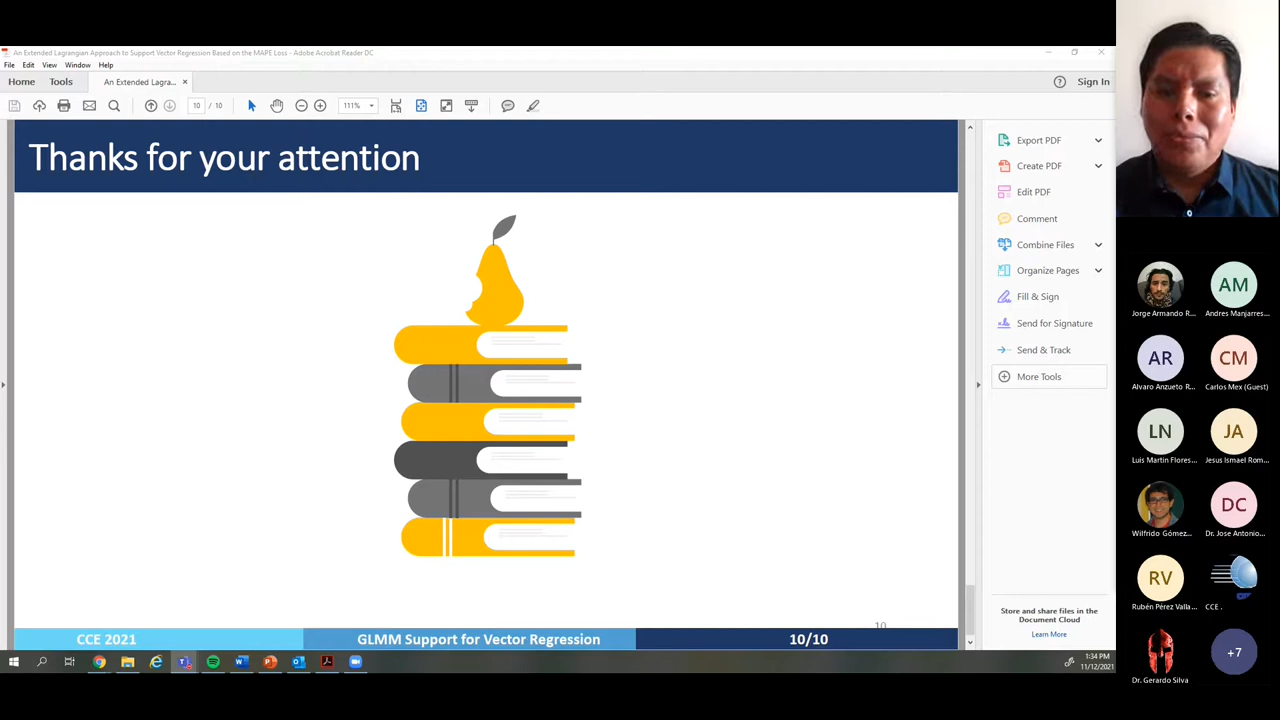 An Extended Lagrangian Approach to Support Vector Regression Based on the MAPE Loss - Adobe Acrobat Reader DC
File Edit View Window Help
Home Tools An Extended Lagra... × Sign In
10 / 10 111%
Thanks for your attention
10
CCE 2021 GLMM Support for Vector Regression 10/10
Export PDF
Create PDF
Edit PDF
Comment
Combine Files
Organize Pages
Fill & Sign
Send for Signature
Send & Track
More Tools
Store and share files in the
Document Cloud
Learn More
1:34 PM
11/12/2021
Jorge Armando R...
AM
Andres Manjarres...
AR
Alvaro Anzueto R...
CM
Carlos Mex (Guest)
LN
Luis Martin Flores...
JA
Jesus Ismael Rom...
Wilfrido Gómez...
DC
Dr. Jose Antonio...
RV
Rubén Pérez Valla...
CCE .
Dr. Gerardo Silva
+7